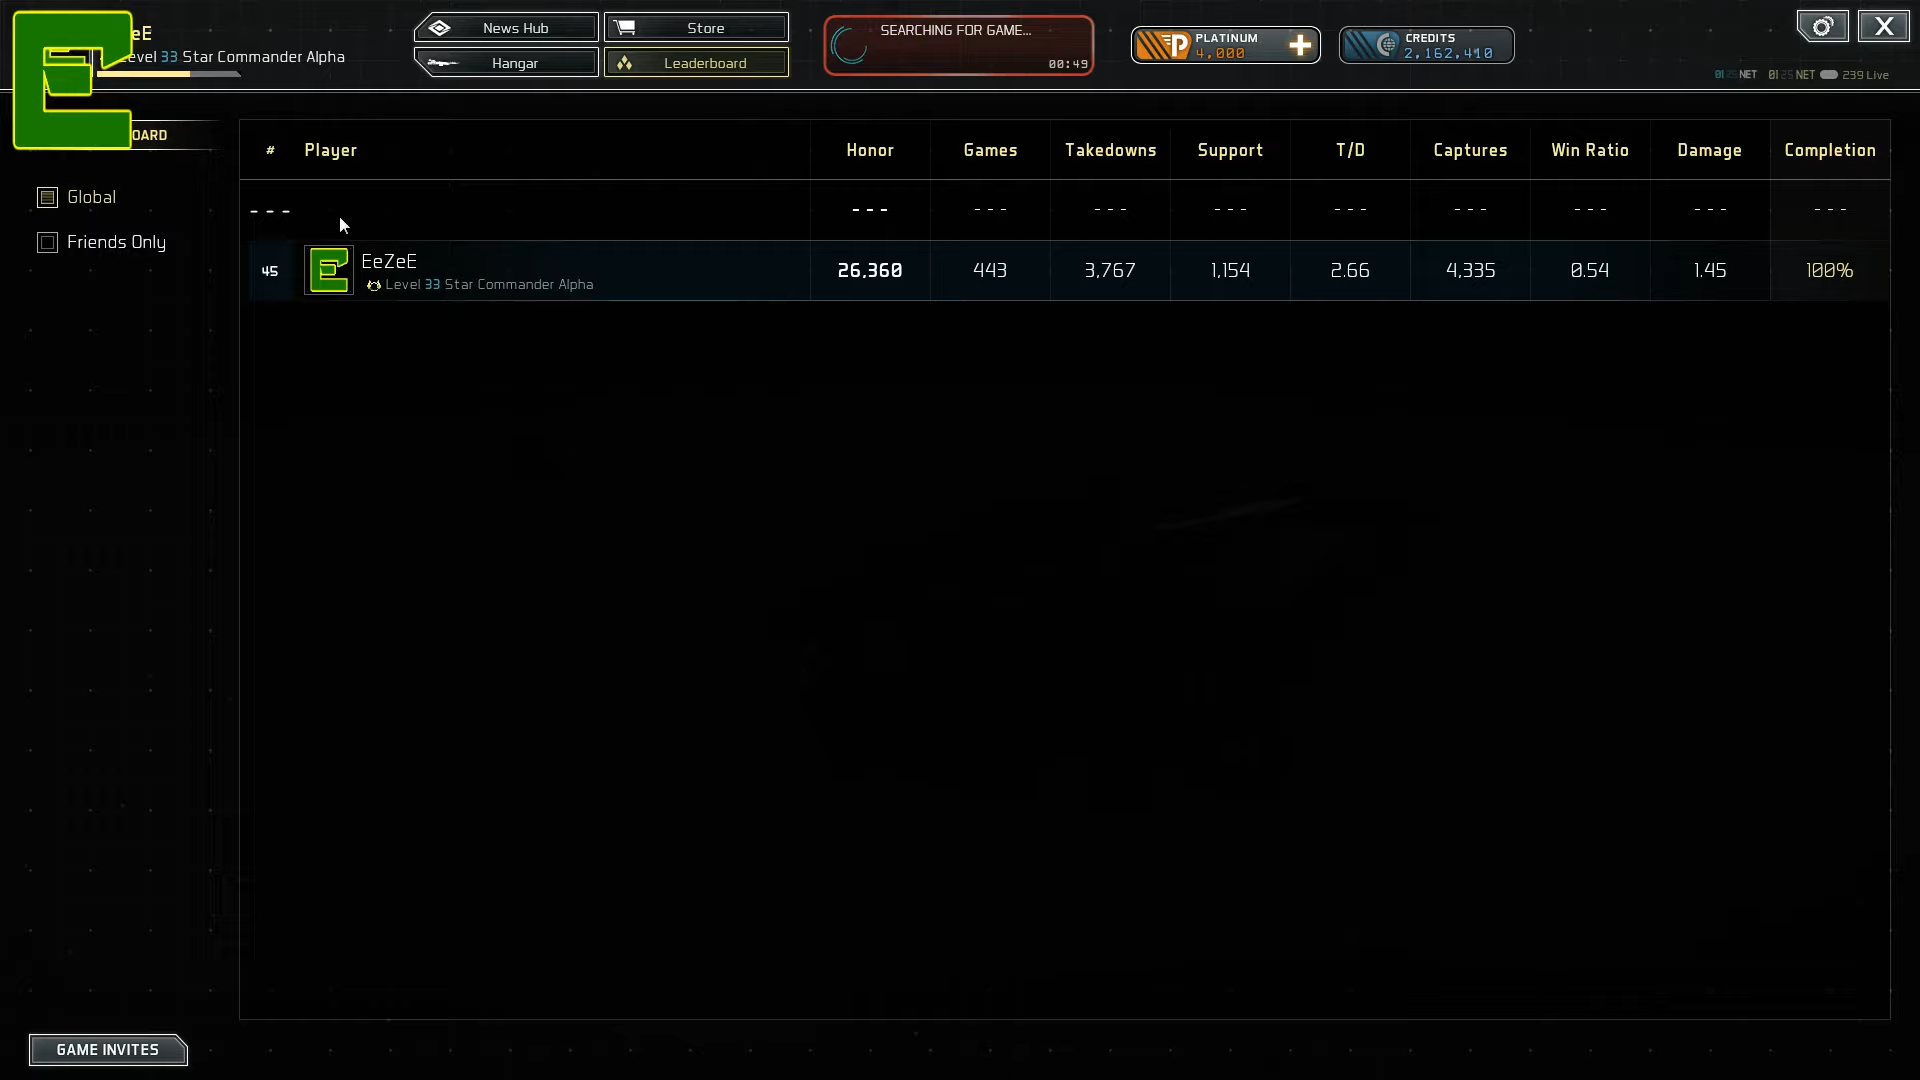 eE
Level 33 Star Commander Alpha
News Hub
Store
Hangar
Leaderboard
SEARCHING FOR GAME...
00:49
PLATINUM
4,000
CREDITS
2,162,410
NET
NET
239 Live
OARD
Global
Friends Only
# Player Honor Games Takedowns Support T/D Captures Win Ratio Damage Completion
--- --- --- --- --- --- --- --- --- ---
45 EeZeE 26,360 443 3,767 1,154 2.66 4,335 0.54 1.45 100%
Level 33 Star Commander Alpha
GAME INVITES